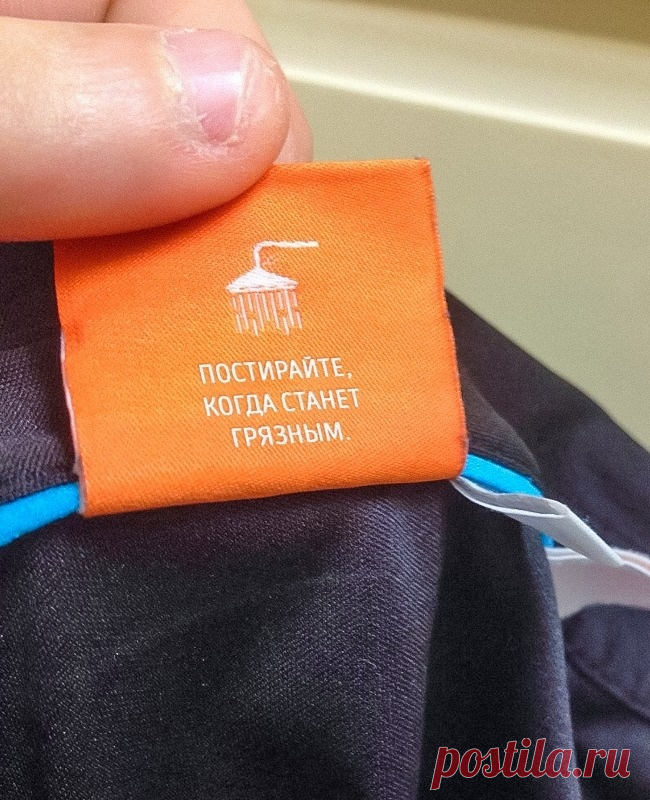 ПОСТИРАЙТЕ,
КОГДА СТАНЕТ
ГРЯЗНЫМ.
postila.ru